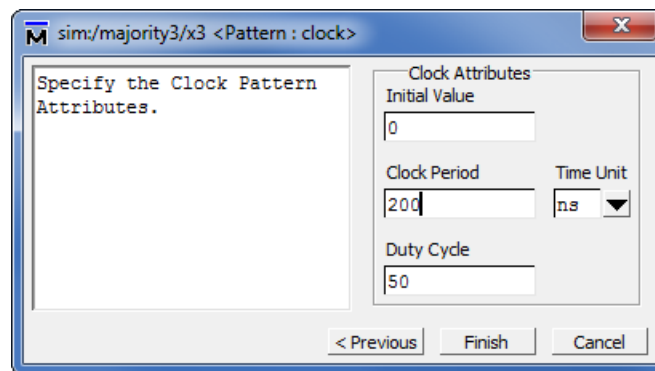 sim:/majority3/x3 <Pattern : clock>
Specify the Clock Pattern
Attributes.
Clock Attributes
Initial Value
0
Clock Period
Time Unit
200
ns
Duty Cycle
50
< Previous
Finish
Cancel